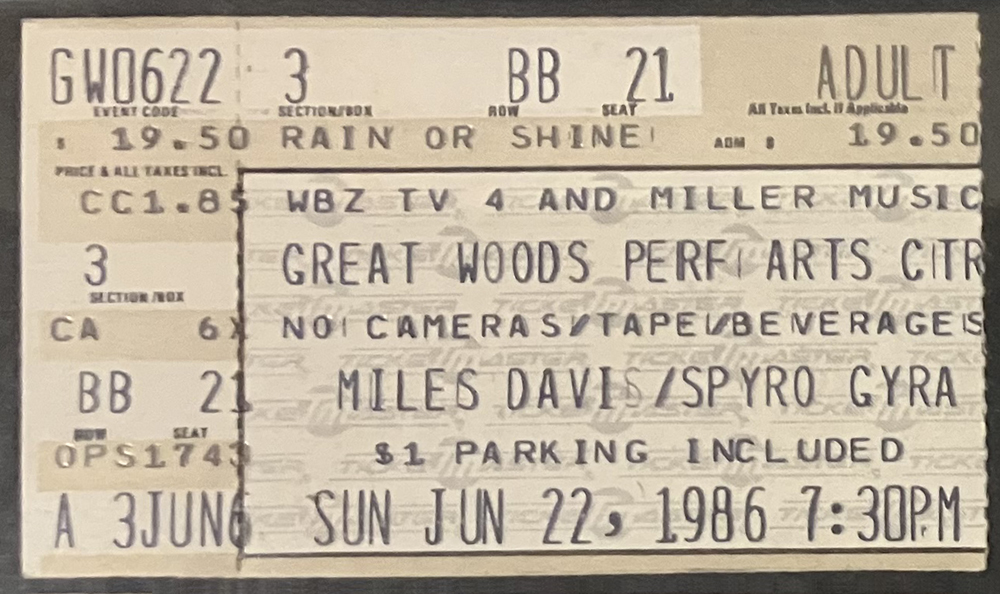 GW0622 3 BB 21 ADULT
EVENT CODE SECTION/BOX ROW SEAT All Taxes Incl. If Applicable
$ 19.50 RAIN OR SHINE! ADM $ 19.50
PRICE & ALL TAXES INCL.
CC1.85 WBZ TV 4 AND MILLER MUSIC
3 GREAT WOODS PERF ARTS CTR
SECTION/BOX
CA 6X NO CAMERAS/TAPE/BEVERAGES
BB 21 MILES DAVIS/SPYRO GYRA
ROW SEAT
OPS1743 $1 PARKING INCLUDED
A 3JUN6 SUN JUN 22, 1986 7:30P.M